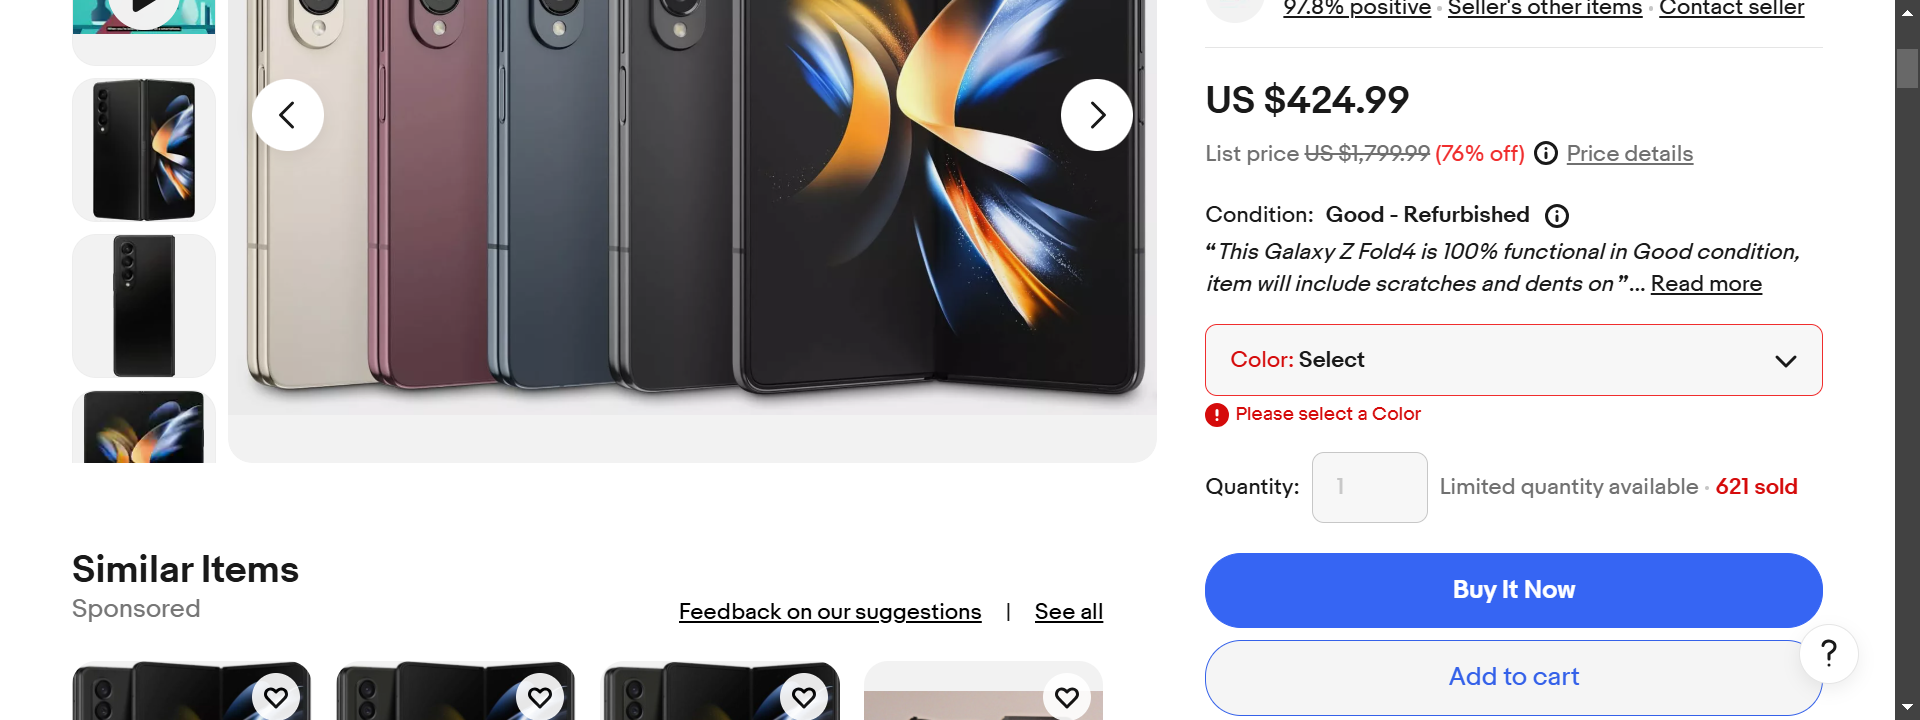 97.8% positive · Seller's other items · Contact seller
US $424.99
List price US $1,799.99 (76% off) Price details
Condition: Good - Refurbished
“This Galaxy Z Fold4 is 100% functional in Good condition,
item will include scratches and dents on ”... Read more
Color: Select
Please select a Color
Quantity: 1 Limited quantity available · 621 sold
Buy It Now
Add to cart
?
Similar Items
Sponsored
Feedback on our suggestions | See all